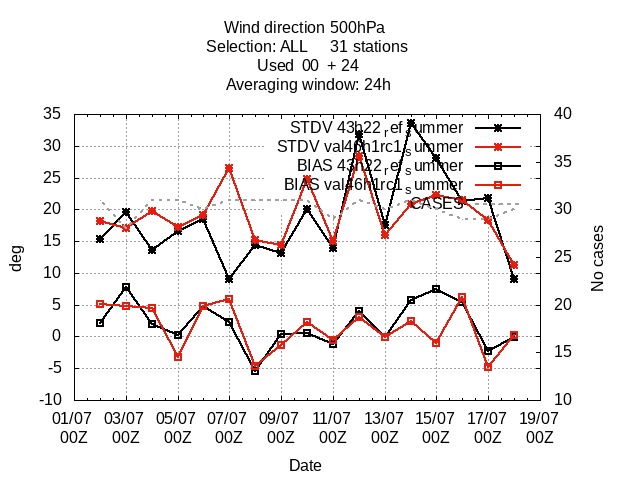 Wind direction 500hPa
Selection: ALL 31 stations
Used 00 + 24
Averaging window: 24h
35 40
STDV 43h22_ref_summer
30 35
STDV val46h1rc1_summer
25 30
BIAS 43h22_ref_summer
20 25
BIAS val46h1rc1_summer
15 20
CASES
10 15
5 10
0
-5
-10
deg
No cases
01/07 03/07 05/07 07/07 09/07 11/07 13/07 15/07 17/07 19/07
00Z 00Z 00Z 00Z 00Z 00Z 00Z 00Z 00Z 00Z
Date